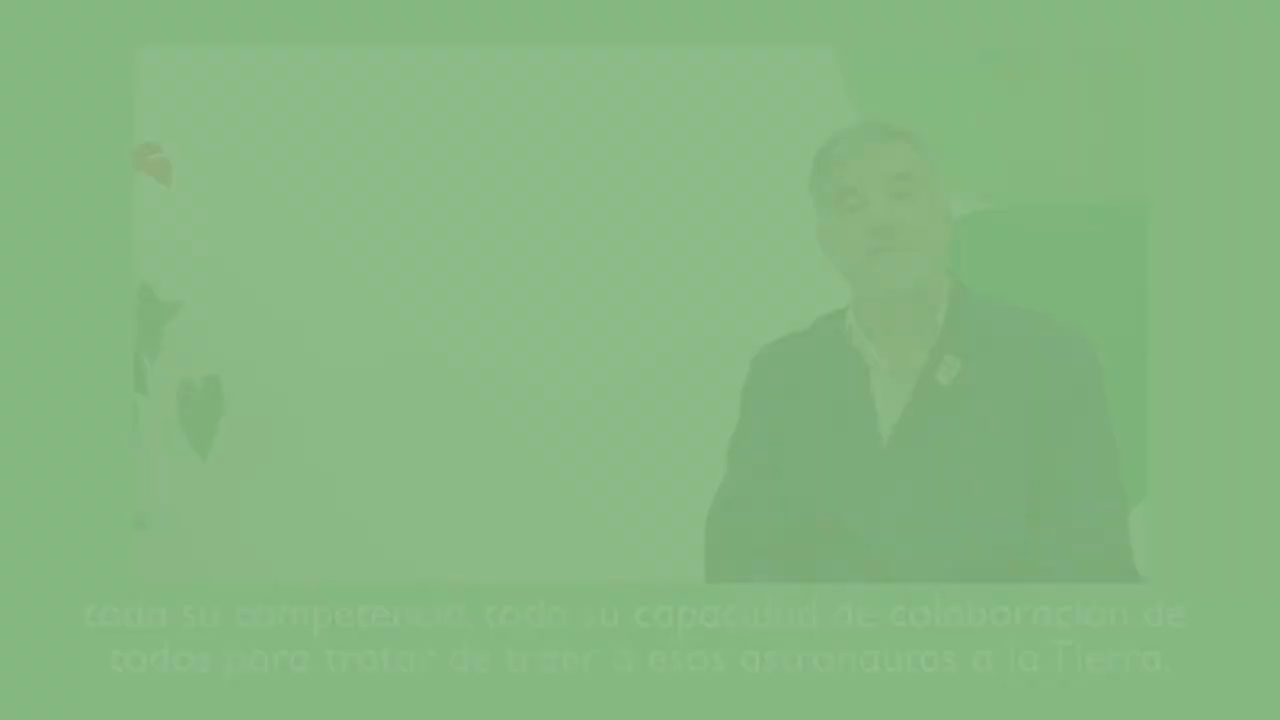 toda su competencia, toda su capacidad de colaboración de
todos para tratar de traer a esos astronautas a la Tierra.